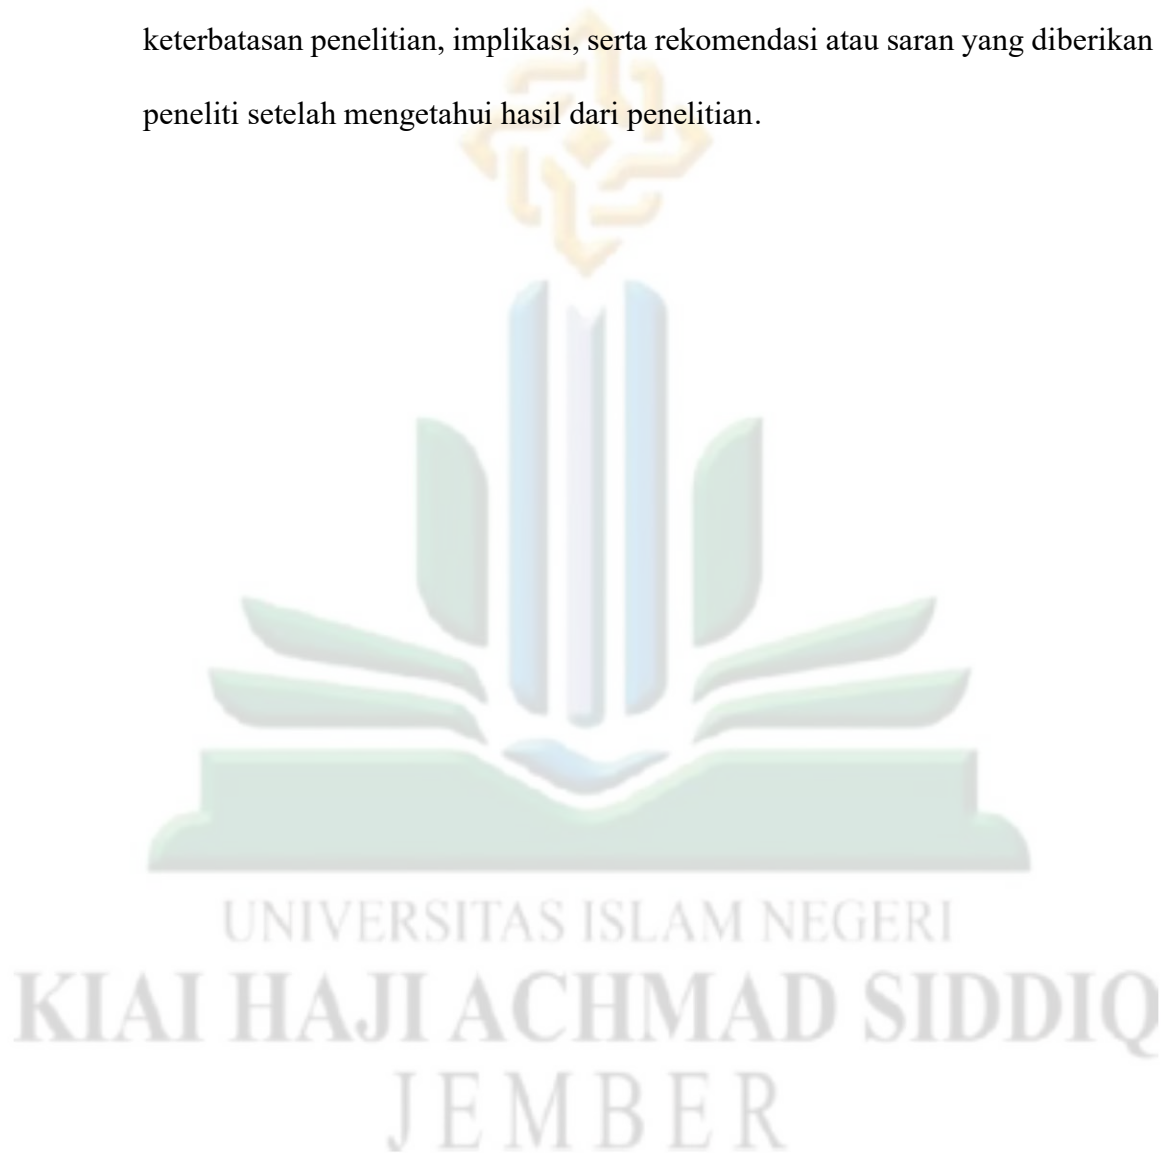 keterbatasan penelitian, implikasi, serta rekomendasi atau saran yang diberikan
peneliti setelah mengetahui hasil dari penelitian.
UNIVERSITAS ISLAM NEGERI
KIAI HAJI ACHMAD SIDDIQ
JEMBER